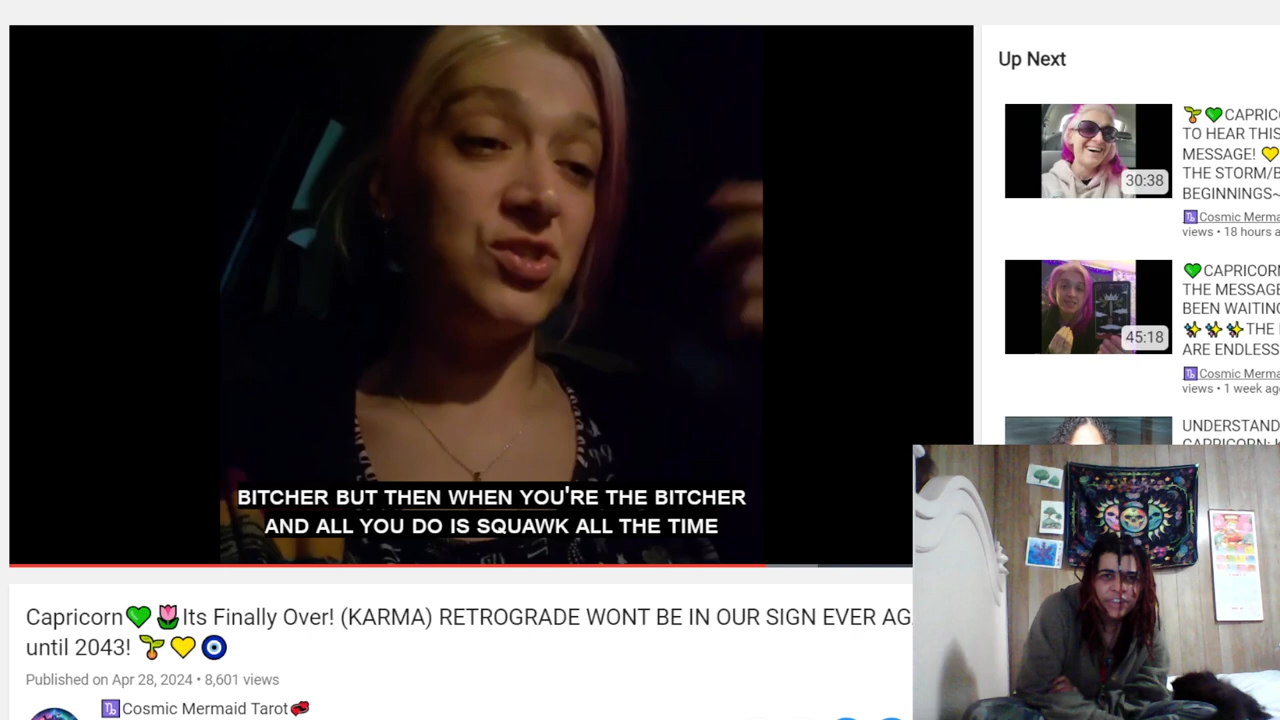 BITCHER BUT THEN WHEN YOU'RE THE BITCHER
AND ALL YOU DO IS SQUAWK ALL THE TIME
Capricorn💚🌷Its Finally Over! (KARMA) RETROGRADE WONT BE IN OUR SIGN EVER
until 2043! 🌱💛🧿
Published on Apr 28, 2024 • 8,601 views
♑Cosmic Mermaid Tarot💞
Up Next
🌱💚CAPRICO
TO HEAR THIS
MESSAGE! 💛
THE STORM/B
BEGINNINGS~
30:38
♑Cosmic Merma
views • 18 hours a
💚CAPRICORN
THE MESSAGE
BEEN WAITING
✨✨✨THE
ARE ENDLESS
45:18
♑Cosmic Merma
views • 1 week ago
UNDERSTAND